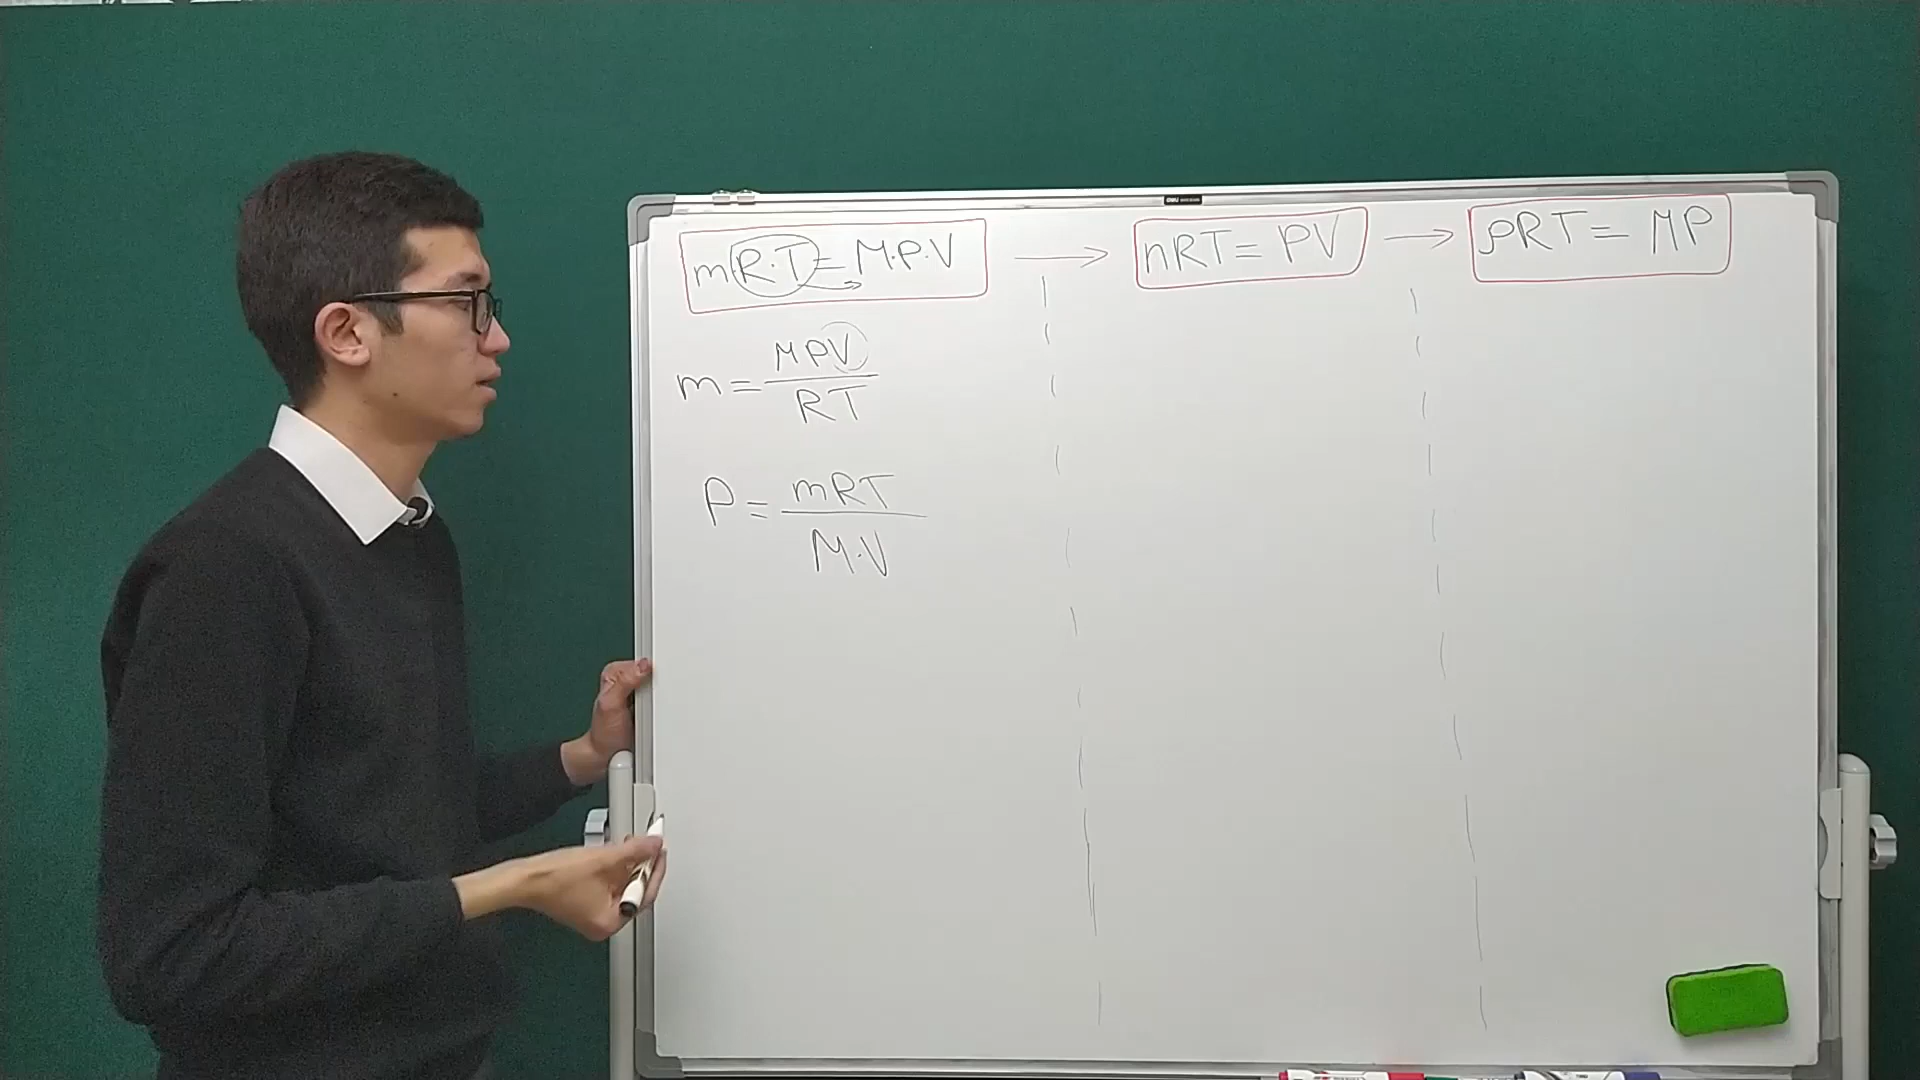 m·R·T = M·P·V → nRT = PV → ρRT = MP
m = MPV / RT
P = mRT / M·V